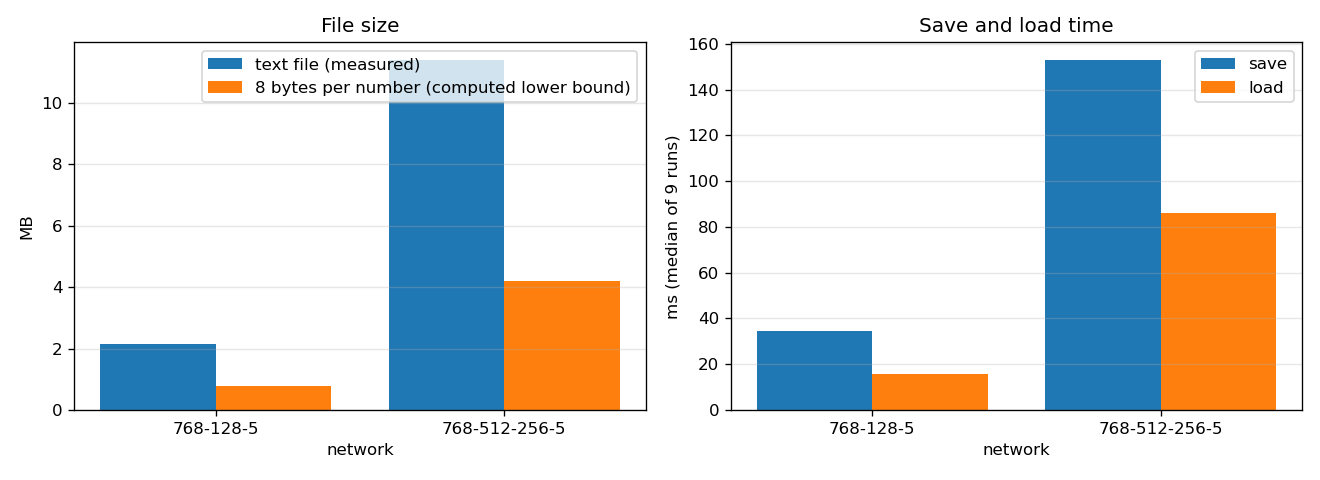 File size
text file (measured)
8 bytes per number (computed lower bound)
10
8
6
4
2
0
MB
768-128-5
768-512-256-5
network
Save and load time
save
load
160
140
120
100
80
60
40
20
0
ms (median of 9 runs)
768-128-5
768-512-256-5
network